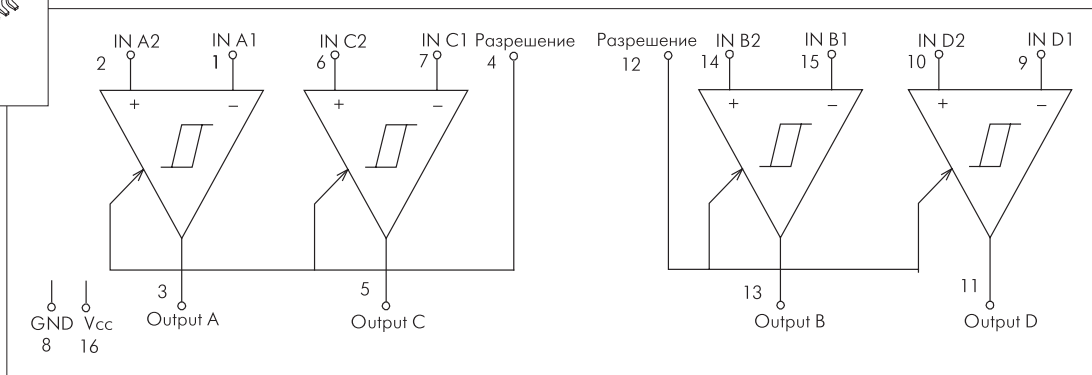 IN A2 IN A1 IN C2 IN C1 Разрешение Разрешение IN B2 IN B1 IN D2 IN D1
2 1 6 7 4 12 14 15 10 9
+ − + − + − + −
3 5 13 11
Output A Output C Output B Output D
GND Vcc
8 16